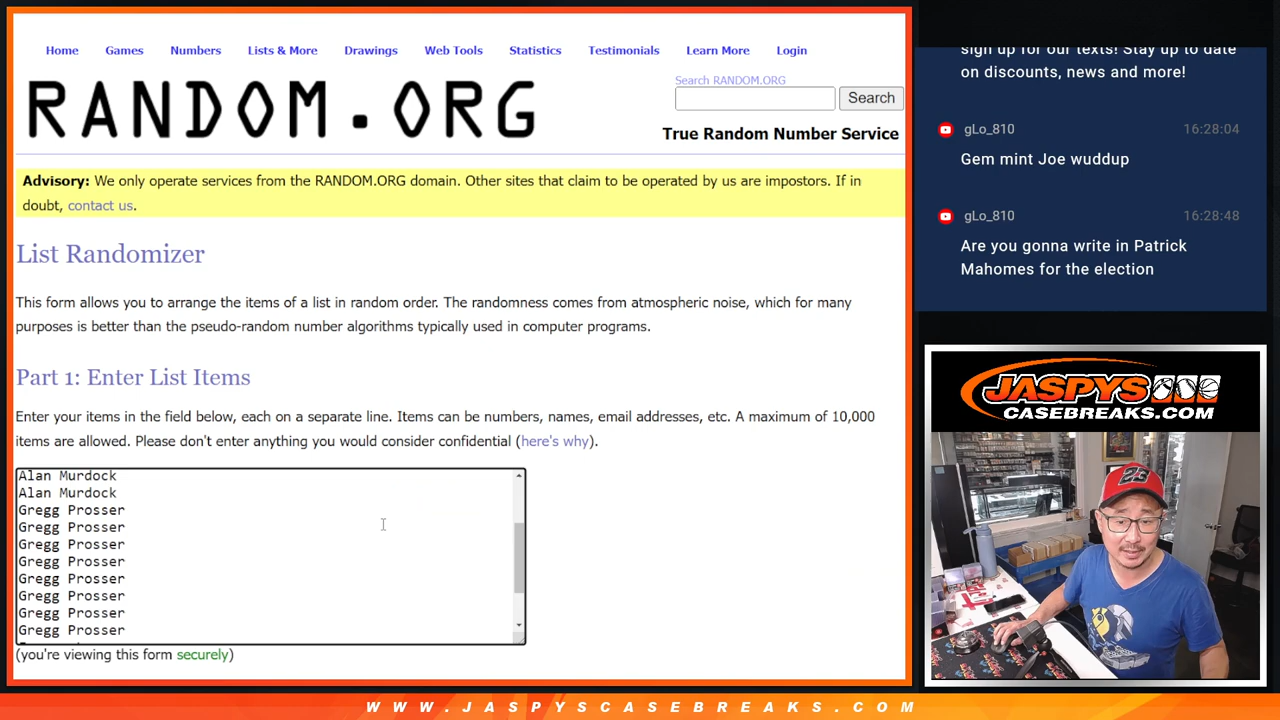 Home Games Numbers Lists & More Drawings Web Tools Statistics Testimonials Learn More Login
RANDOM.ORG
Search RANDOM.ORG
Search
True Random Number Service
Advisory: We only operate services from the RANDOM.ORG domain. Other sites that claim to be operated by us are impostors. If in
doubt, contact us.
List Randomizer
This form allows you to arrange the items of a list in random order. The randomness comes from atmospheric noise, which for many
purposes is better than the pseudo-random number algorithms typically used in computer programs.
Part 1: Enter List Items
Enter your items in the field below, each on a separate line. Items can be numbers, names, email addresses, etc. A maximum of 10,000
items are allowed. Please don't enter anything you would consider confidential (here's why).
Alan Murdock
Alan Murdock
Gregg Prosser
Gregg Prosser
Gregg Prosser
Gregg Prosser
Gregg Prosser
Gregg Prosser
Gregg Prosser
Gregg Prosser
(you're viewing this form securely)
sign up for our texts! Stay up to date
on discounts, news and more!
gLo_810 16:28:04
Gem mint Joe wuddup
gLo_810 16:28:48
Are you gonna write in Patrick
Mahomes for the election
JASPYS
CASEBREAKS.COM
23
WWW.JASPYSCASEBREAKS.COM